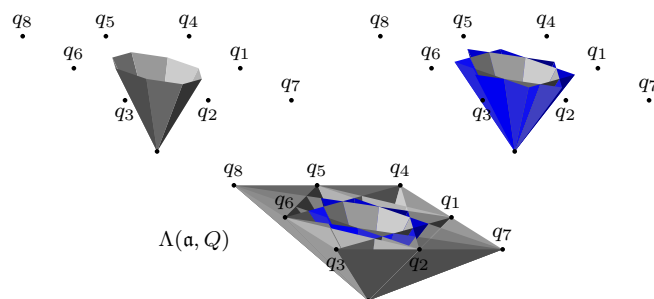 q₈ q₅ q₄ q₈ q₅ q₄
q₆ q₁ q₆ q₁
q₃ q₂ q₇ q₃ q₂ q₇
q₈ q₅ q₄
q₆ q₁
Λ(𝔞, Q) q₃ q₂ q₇